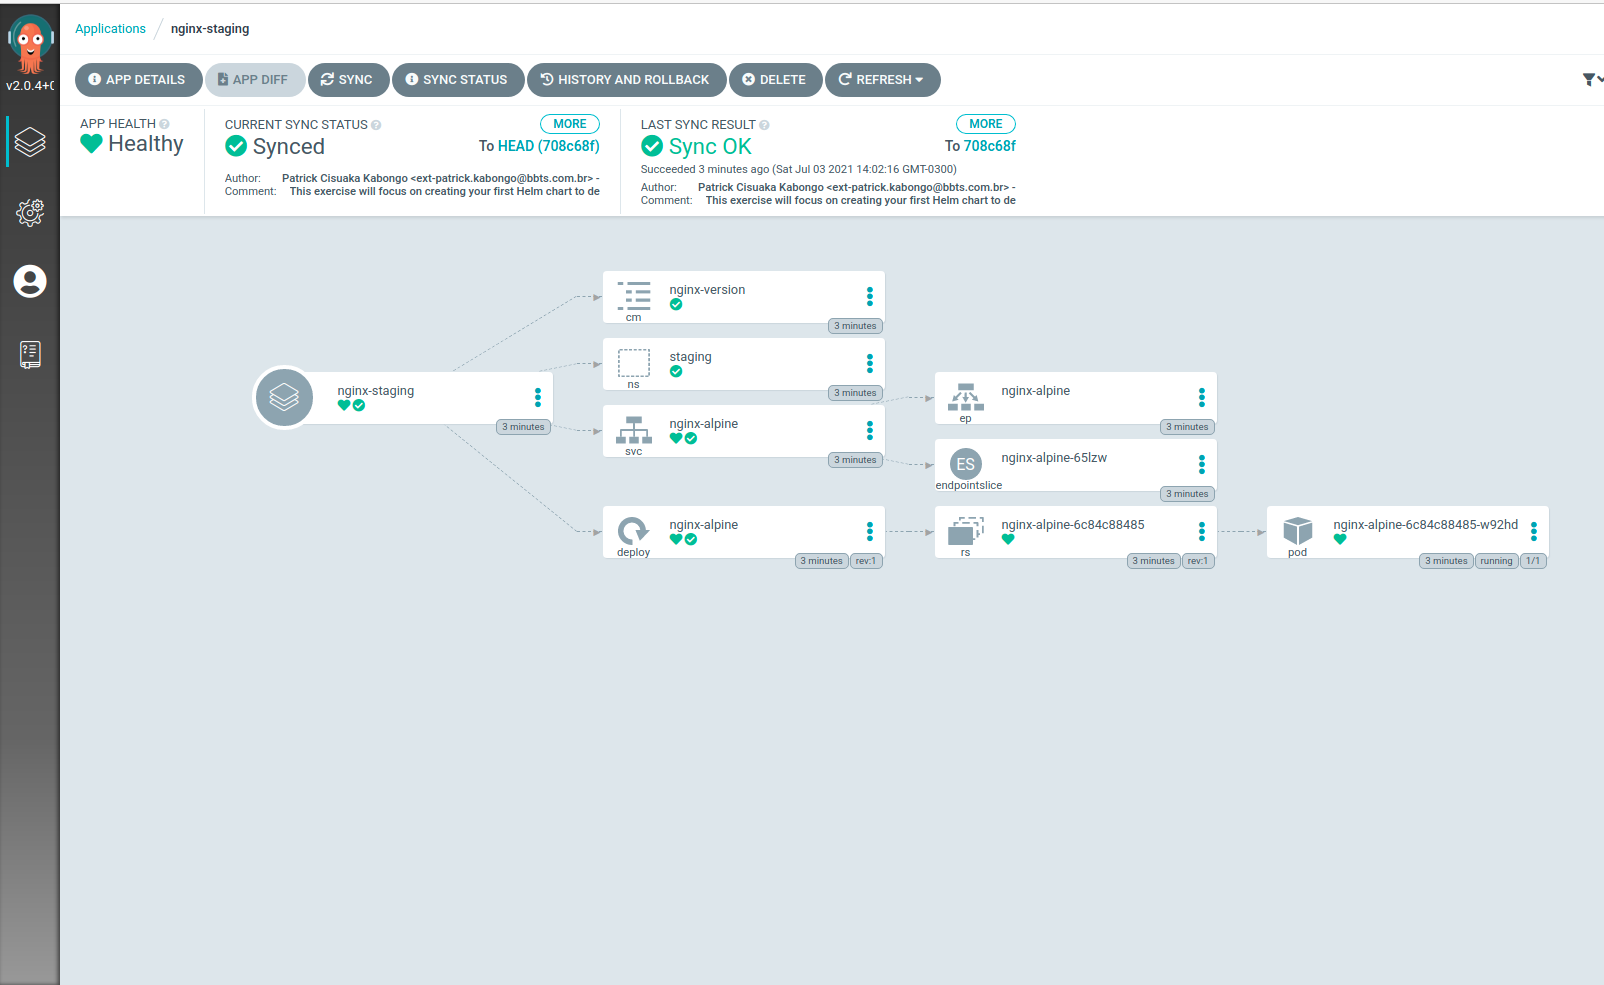 Applications / nginx-staging
v2.0.4+0
APP DETAILS
APP DIFF
SYNC
SYNC STATUS
HISTORY AND ROLLBACK
DELETE
REFRESH
APP HEALTH
Healthy
CURRENT SYNC STATUS
MORE
Synced
To HEAD (708c68f)
Author: Patrick Cisuaka Kabongo <ext-patrick.kabongo@bbts.com.br> -
Comment: This exercise will focus on creating your first Helm chart to de
LAST SYNC RESULT
MORE
Sync OK
To 708c68f
Succeeded 3 minutes ago (Sat Jul 03 2021 14:02:16 GMT-0300)
Author: Patrick Cisuaka Kabongo <ext-patrick.kabongo@bbts.com.br> -
Comment: This exercise will focus on creating your first Helm chart to de
nginx-staging
3 minutes
nginx-version
cm
3 minutes
staging
ns
3 minutes
nginx-alpine
svc
3 minutes
nginx-alpine
deploy
3 minutes
rev:1
nginx-alpine
ep
3 minutes
ES
nginx-alpine-65lzw
endpointslice
3 minutes
nginx-alpine-6c84c88485
rs
3 minutes
rev:1
nginx-alpine-6c84c88485-w92hd
pod
3 minutes
running
1/1